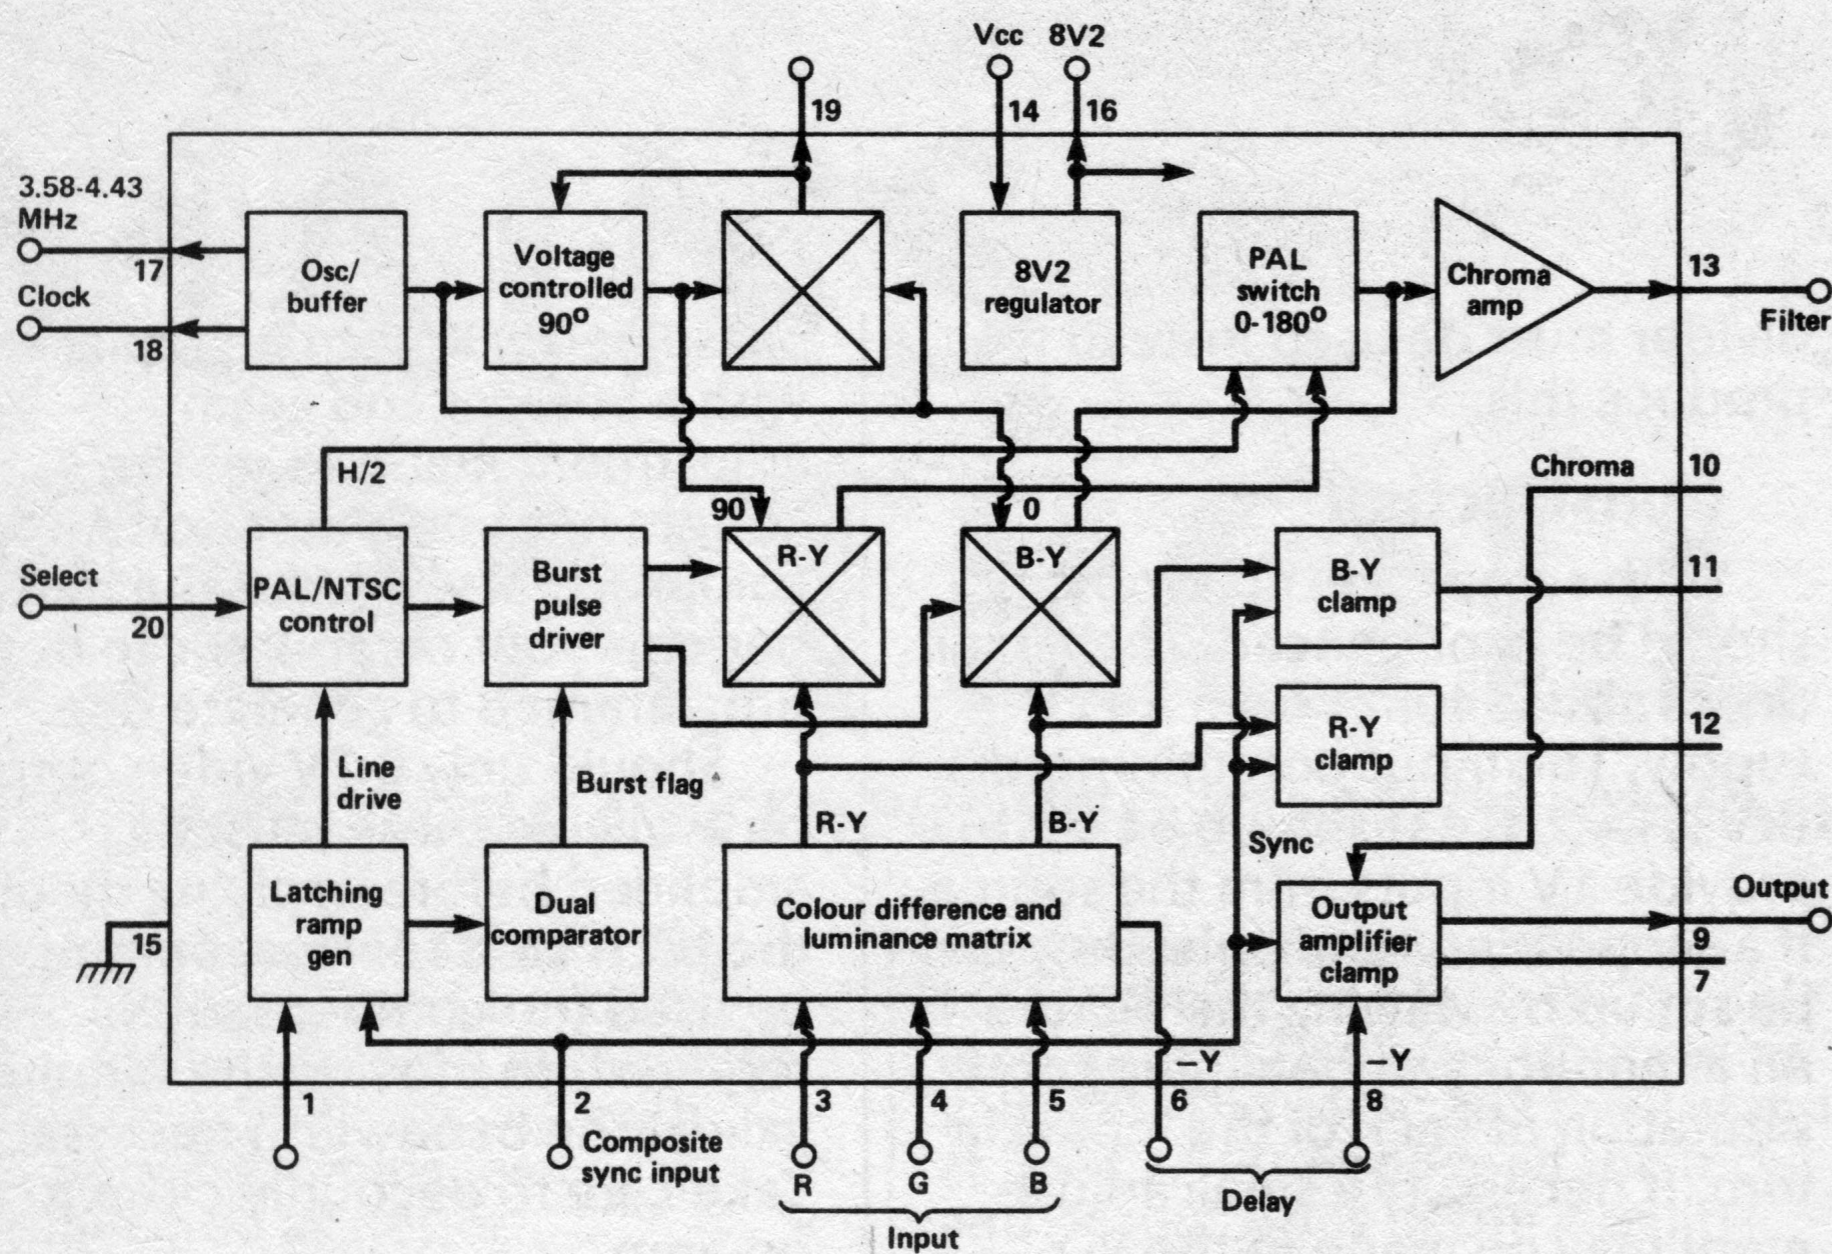 Vcc 8V2
19 14 16
3.58-4.43
MHz
17
Clock
18
Osc/
buffer
Voltage
controlled
90º
8V2
regulator
PAL
switch
0-180º
Chroma
amp
13
Filter
H/2
90
0
Chroma
10
Select
20
PAL/NTSC
control
Burst
pulse
driver
R-Y
B-Y
B-Y
clamp
11
R-Y
clamp
12
Line
drive
Burst flag
R-Y
B-Y
Sync
Latching
ramp
gen
Dual
comparator
Colour difference and
luminance matrix
Output
amplifier
clamp
Output
9
7
15
–Y
–Y
1 2 3 4 5 6 8
Composite
sync input
R G B
Delay
Input